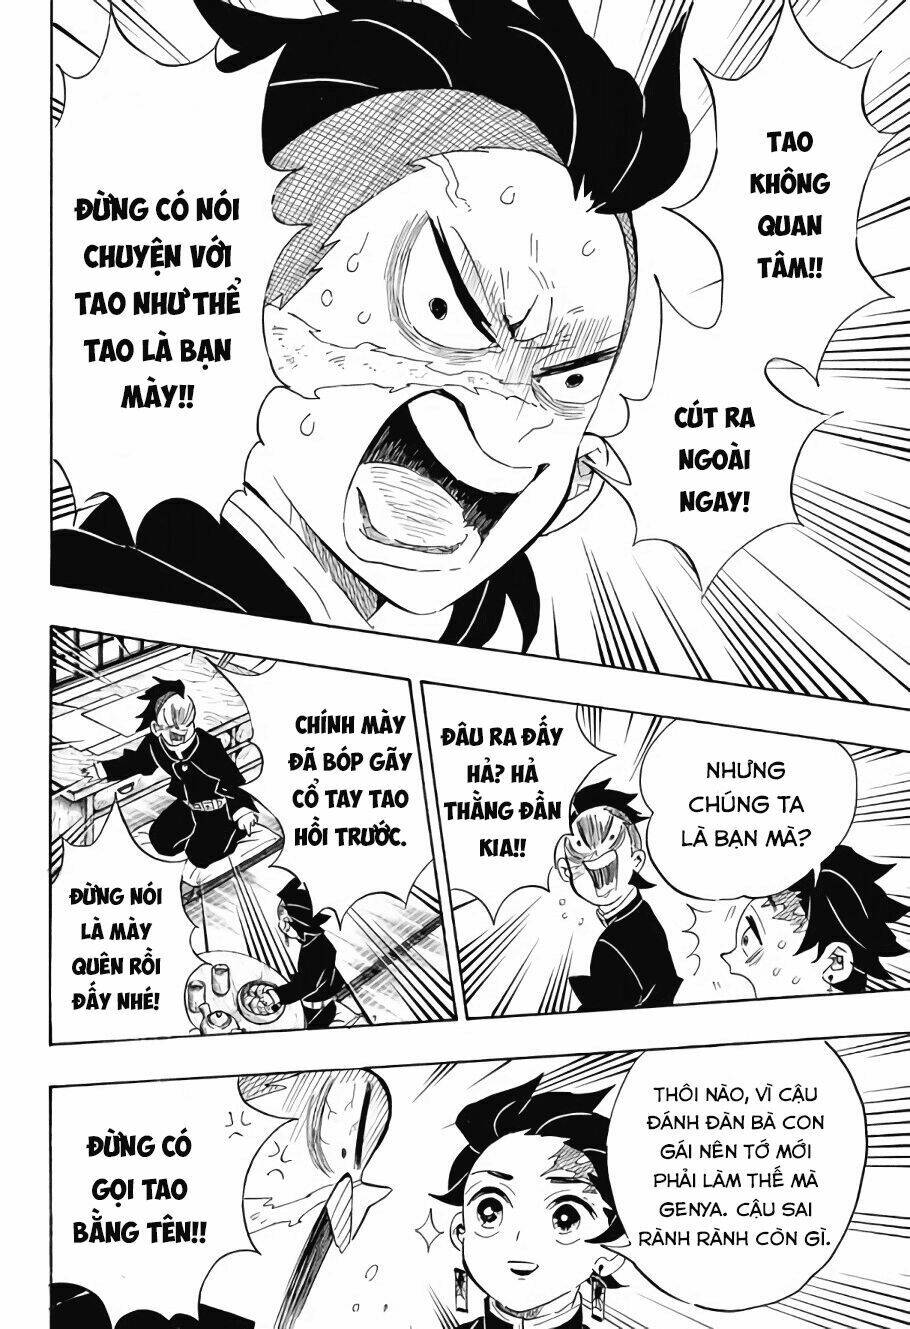 TAO
KHÔNG
QUAN
TÂM!!
CÚT RA
NGOÀI
NGAY!
ĐỪNG CÓ NÓI
CHUYỆN VỚI
TAO NHƯ THỂ
TAO LÀ BẠN
MÀY!!
NHƯNG
CHÚNG TA
LÀ BẠN MÀ?
ĐÂU RA ĐẤY
HẢ? HẢ
THẰNG ĐẦN
KIA!!
CHÍNH MÀY
ĐÃ BÓP GÃY
CỔ TAY TAO
HỒI TRƯỚC.
ĐỪNG NÓI
LÀ MÀY
QUÊN RỒI
ĐẤY NHÉ!
THÔI NÀO, VÌ CẬU
ĐÁNH ĐÀN BÀ CON
GÁI NÊN TỚ MỚI
PHẢI LÀM THẾ MÀ
GENYA. CẬU SAI
RÀNH RÀNH CÒN GÌ.
ĐỪNG CÓ
GỌI TAO
BẰNG TÊN!!